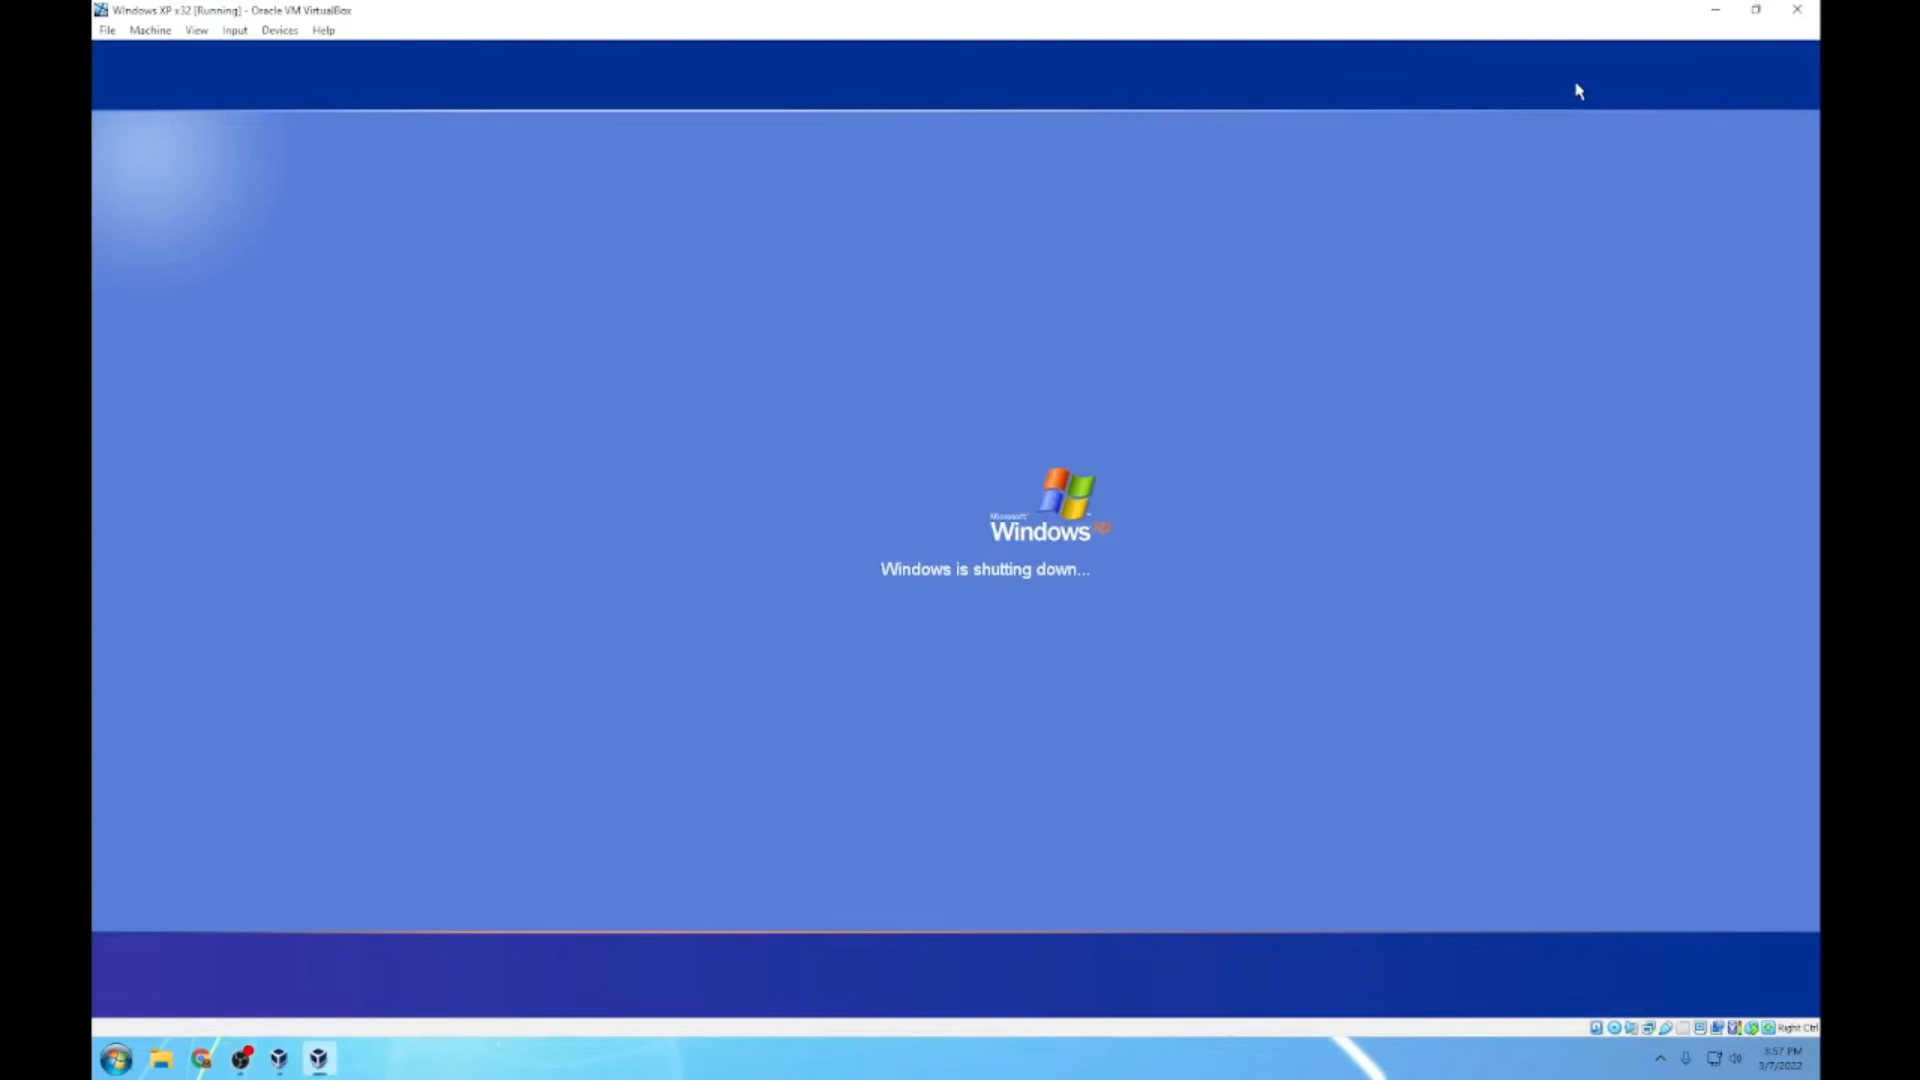 Windows XP x32 [Running] - Oracle VM VirtualBox
File Machine View Input Devices Help
Microsoft
Windows xp
Windows is shutting down...
Right Ctrl
3:57 PM
3/7/2022